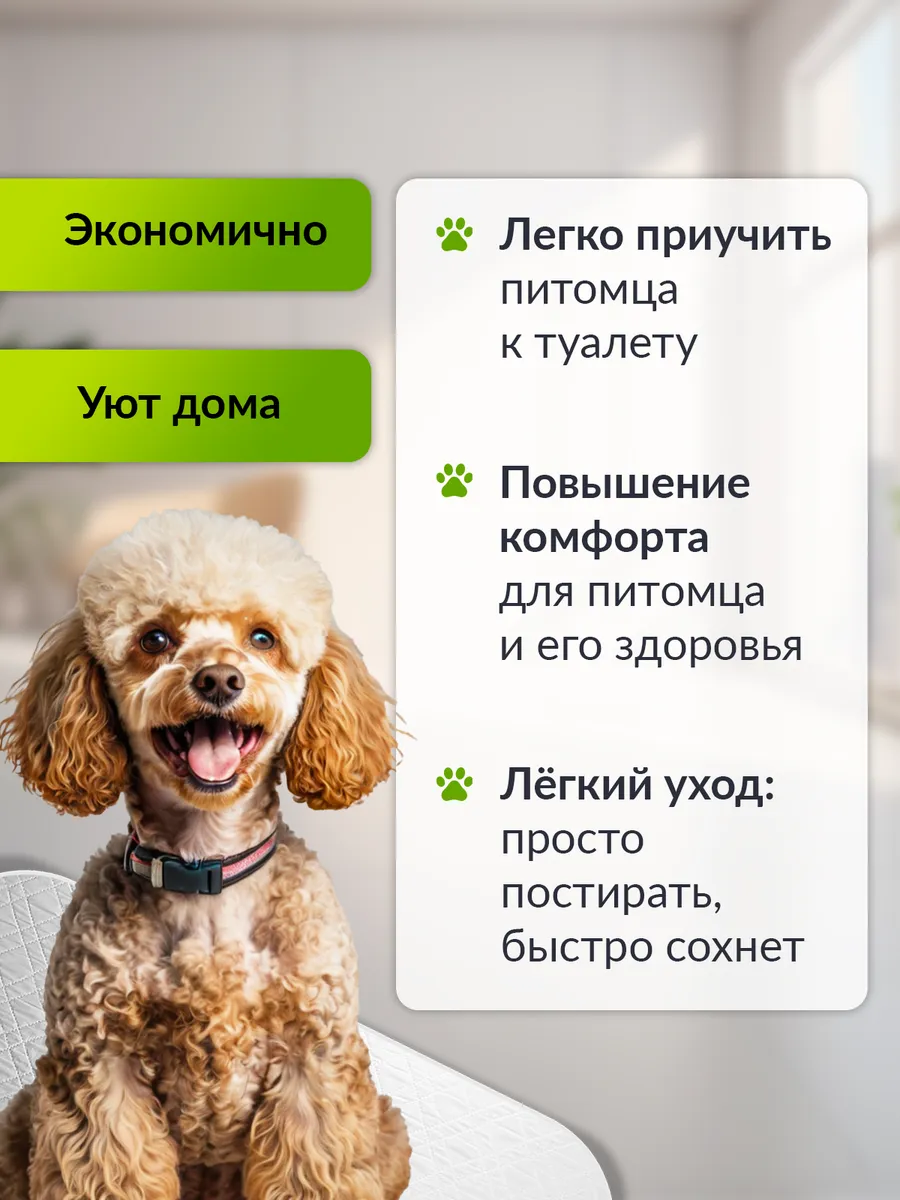 Экономично
Уют дома
Легко приучить
питомца
к туалету
Повышение
комфорта
для питомца
и его здоровья
Лёгкий уход:
просто
постирать,
быстро сохнет